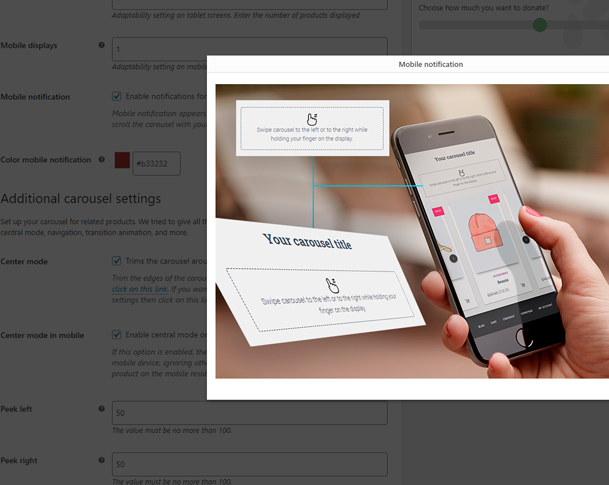 Adaptability setting on tablet screens. Enter the number of products displayed
Choose how much you want to donate?
Mobile displays
1
Adaptability setting on mobil
Mobile notification
Mobile notification
Enable notifications for
Mobile notification appears
scroll the carousel with your
Color mobile notification
#b33232
Additional carousel settings
Set up your carousel for related products. We tried to give all th
central mode, navigation, transition animation, and more.
Center mode
Trims the carousel arou
Trim the edges of the carou
click on this link. If you wan
settings then click on this lin
Center mode in mobile
Enable central mode on
If this option is enabled, the
mobile device, ignoring othe
product on the mobile resol
Peek left
50
The value must be no more than 100.
Peek right
50
The value must be no more than 100.
Swipe carousel to the left or to the right while
holding your finger on the display.
Your carousel title
Swipe carousel to the left or to the right while holding your
finger on the display.
Your carousel title
Swipe carousel to the left or to the right while holding your
finger on the display.